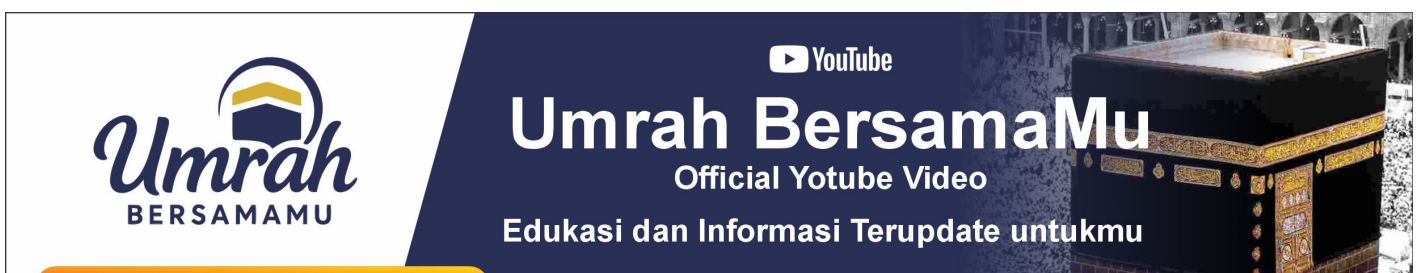 Umrah
BERSAMAMU
YouTube
Umrah BersamaMu
Official Yotube Video
Edukasi dan Informasi Terupdate untukmu